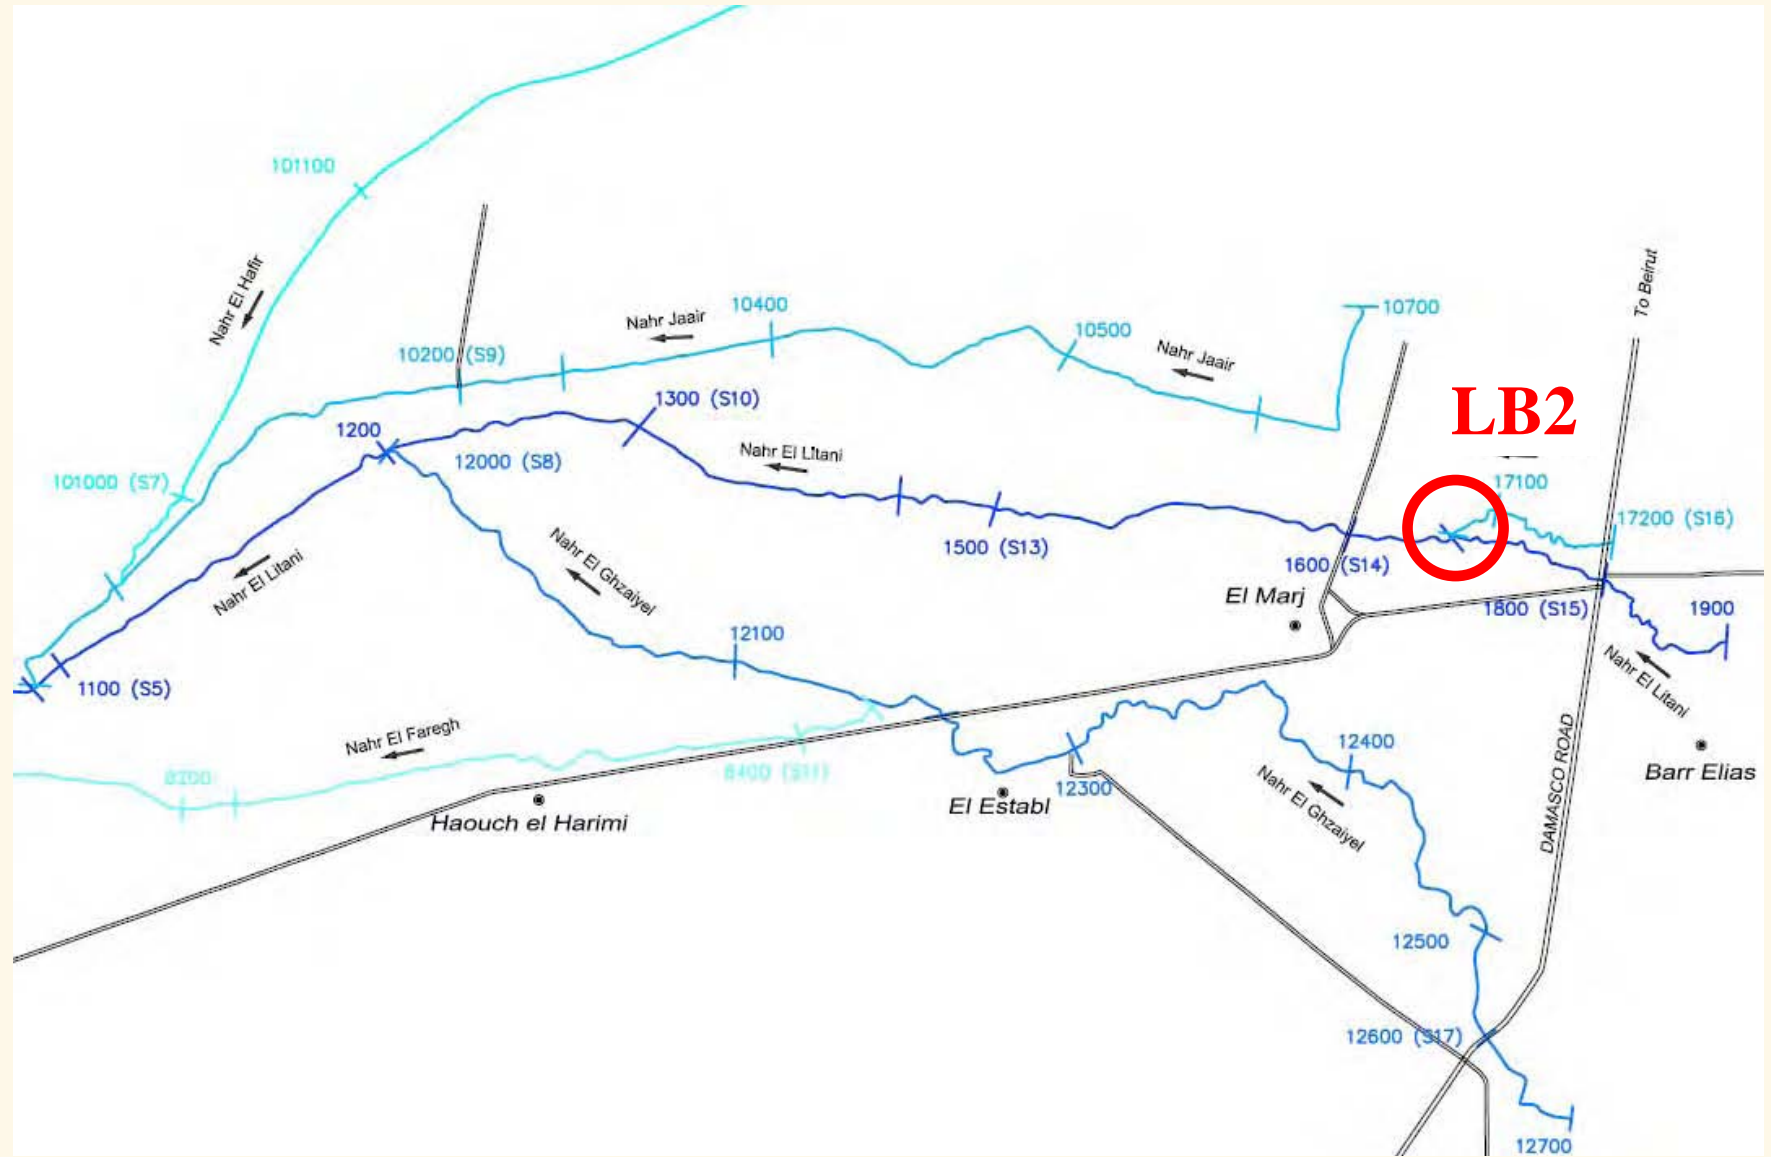 101100
To Beirut
Nahr El Hafir
10400
Nahr Jaair
10700
10500
10200 (S9)
Nahr Jaair
LB2
1300 (S10)
1200
Nahr El Litani
12000 (S8)
101000 (S7)
17100
17200 (S16)
1500 (S13)
1600 (S14)
Nahr El Litani
Nahr El Ghzaiyel
El Marj
1800 (S15)
1900
12100
Nahr El Litani
1100 (S5)
Nahr El Faregh
DAMASCO ROAD
12400
8200
8400 (S11)
Barr Elias
12300
Nahr El Ghzaiyel
El Establ
Haouch el Harimi
12500
12600 (S17)
12700